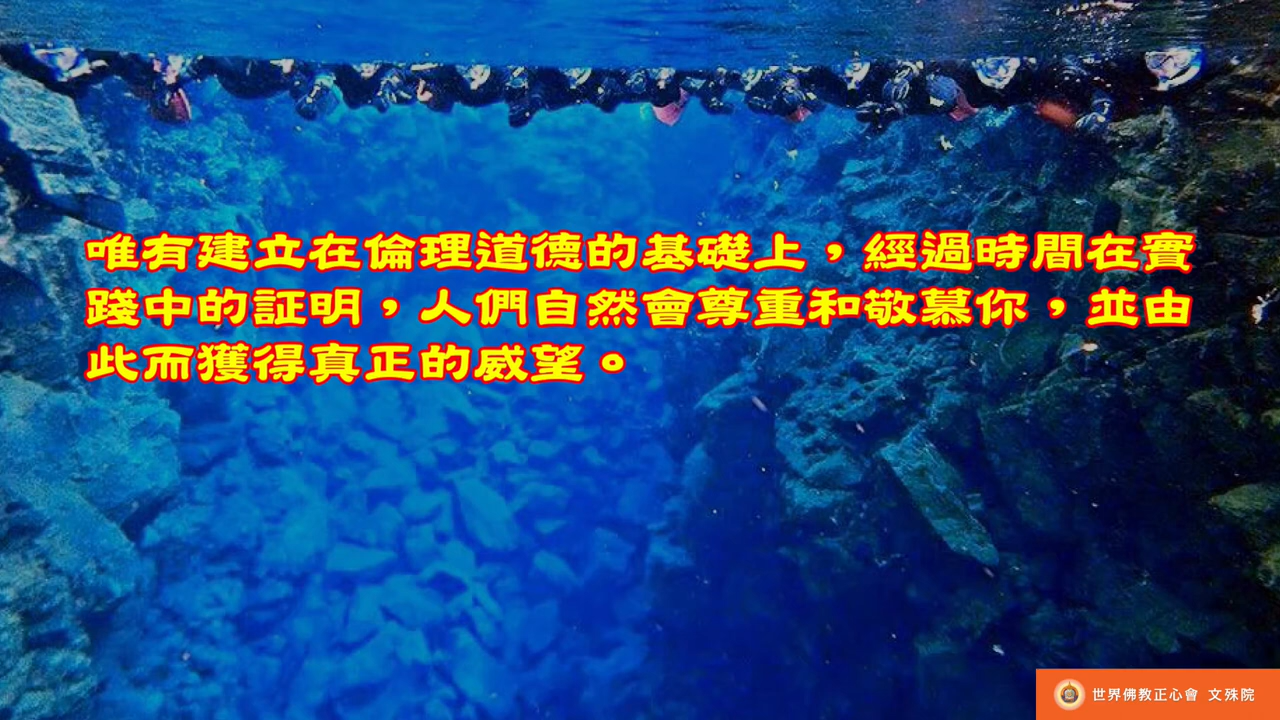 唯有建立在倫理道德的基礎上，經過時間在實
踐中的証明，人們自然會尊重和敬慕你，並由
此而獲得真正的威望。
世界佛教正心會 文殊院